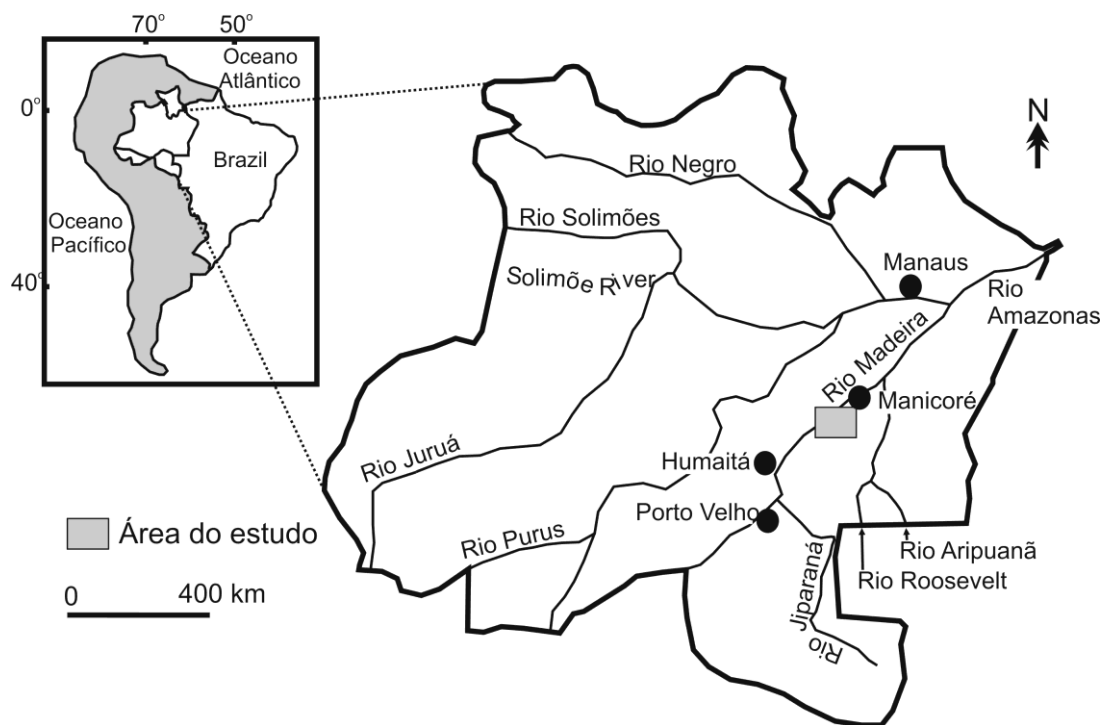 70°
50°
Oceano
Atlântico
0°
Brazil
Oceano
Pacífico
40°
N
Rio Negro
Rio Solimões
Solimõe River
Manaus
Rio
Amazonas
Rio Madeira
Manicoré
Rio Juruá
Humaitá
Porto Velho
Rio Purus
Rio Aripuanã
Rio Roosevelt
Rio Jiparaná
Área do estudo
0 400 km